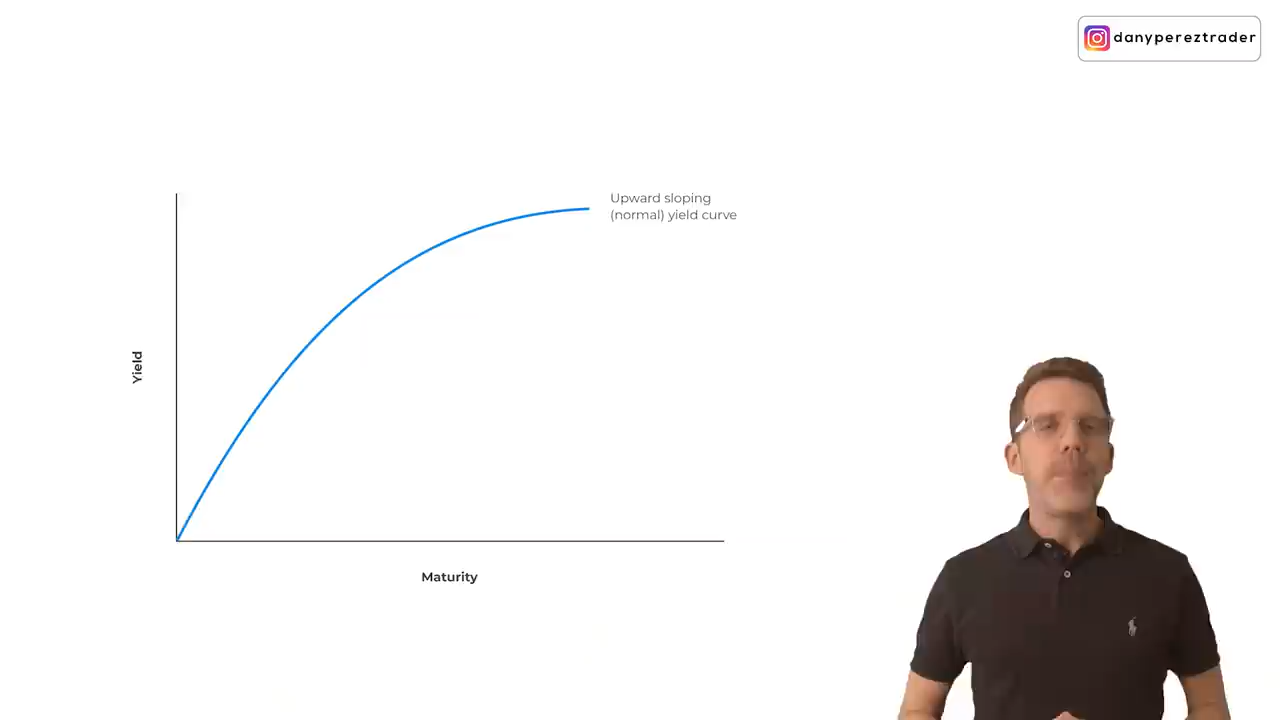 danypereztrader
Upward sloping
(normal) yield curve
Yield
Maturity